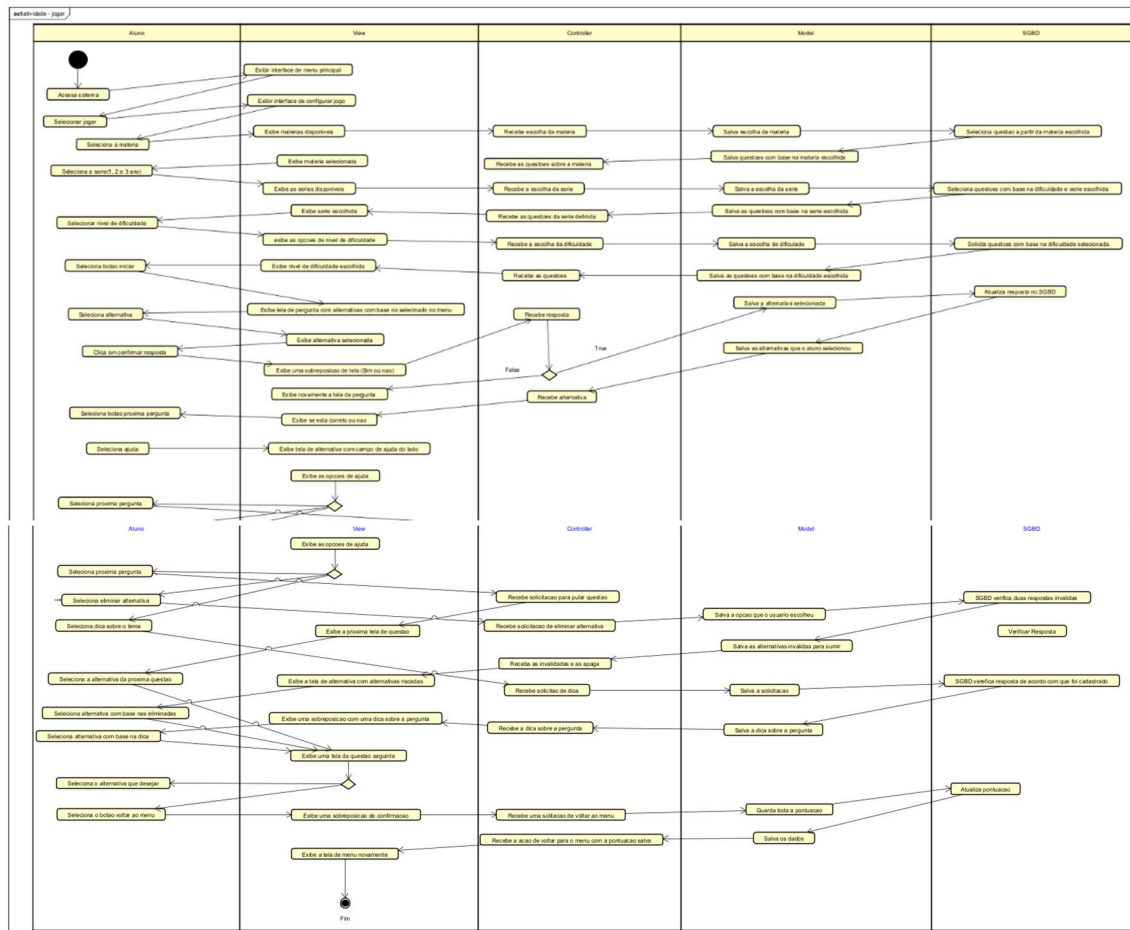 act atividade - jogar
Aluno View Controller Model SGBD
Exibir interface de menu principal
Acessa sistema
Exibir interface de configurar jogo
Selecionar jogar
Exibe materias disponiveis Recebe escolha da materia Salva escolha de materia Seleciona questao a partir da materia escolhida
Seleciona a materia
Exibe materia selecionada Recebe as questões sobre a materia Salva questoes com base na materia escolhida
Seleciona a serie(1, 2 e 3 ano)
Exibe as series disponiveis Recebe a escolha da serie Salva a escolha da serie Seleciona questoes com base na dificuldade e serie escolhida
Exibe serie escolhida Recebe as questoes da serie definida Salva as questoes com base na serie escolhida
Selecionar nivel de dificuldade
exibe as opcoes de nivel de dificuldade Recebe a escolha da dificuldade Salva a escolha de dificulade Solicita questoes com base na dificuldade selecionada
Seleciona botao iniciar Exibe nivel de dificuldade escolhida Recebe as questoes Salva as questoes com base na dificuldade escolhida
Atualiza resposta no SGBD
Salva a alternativa selecionada
Seleciona alternativa Exibe tela de pergunta com alternativas com base no selecinado no menu Recebe resposta
Exibe alternativa selecionada
Clica em confirmar resposta True Salva as alternativas que o aluno selecionou
Exibe uma sobreposicao de tela (Sim ou nao) False
Exibe novamente a tela da pergunta Recebe alternativa
Seleciona botao proxima pergunta Exibe se esta correto ou nao
Seleciona ajuda Exibe tela de alternativa com campo de ajuda do lado
Exibe as opcoes de ajuda
Seleciona proxima pergunta
Aluno View Controller Model SGBD
Exibe as opcoes de ajuda
Seleciona proxima pergunta
Seleciona eliminar alternativa Recebe solicitacao para pular questao SGBD verifica duas respostas invalidas
Salva a opcao que o usuario escolheu
Seleciona dica sobre o tema Exibe a proxima tela de questao Recebe solicitacao de eliminar alternativa Verificar Resposta
Salva as alternativas invalidas para sumir
Receba as invalidadas e as apaga
Seleciona a alternativa da proxima questao Exibe a tela de alternativa com alternativas riscadas Recebe solicitao de dica Salva a solicitacao SGBD verefica resposta de acordo com que foi cadastrado
Seleciona alternativa com base nas eliminadas Exibe uma sobreposicao com uma dica sobre a pergunta
Seleciona alternativa com base na dica Recebe a dica sobre a pergunta Salva a dica sobre a pergunta
Exibe uma tela da questao seguinte
Seleciona o alternativa que desejar
Atualiza pontuacao
Seleciona o botao voltar ao menu Exibe uma sobreposicao de confirmacao Recebe uma solitacao de voltar ao menu Guarda toda a pontuacao
Recebe a acao de voltar para o menu com a pontuacao salva Salva os dados
Exibe a tela de menu novamente
Fim